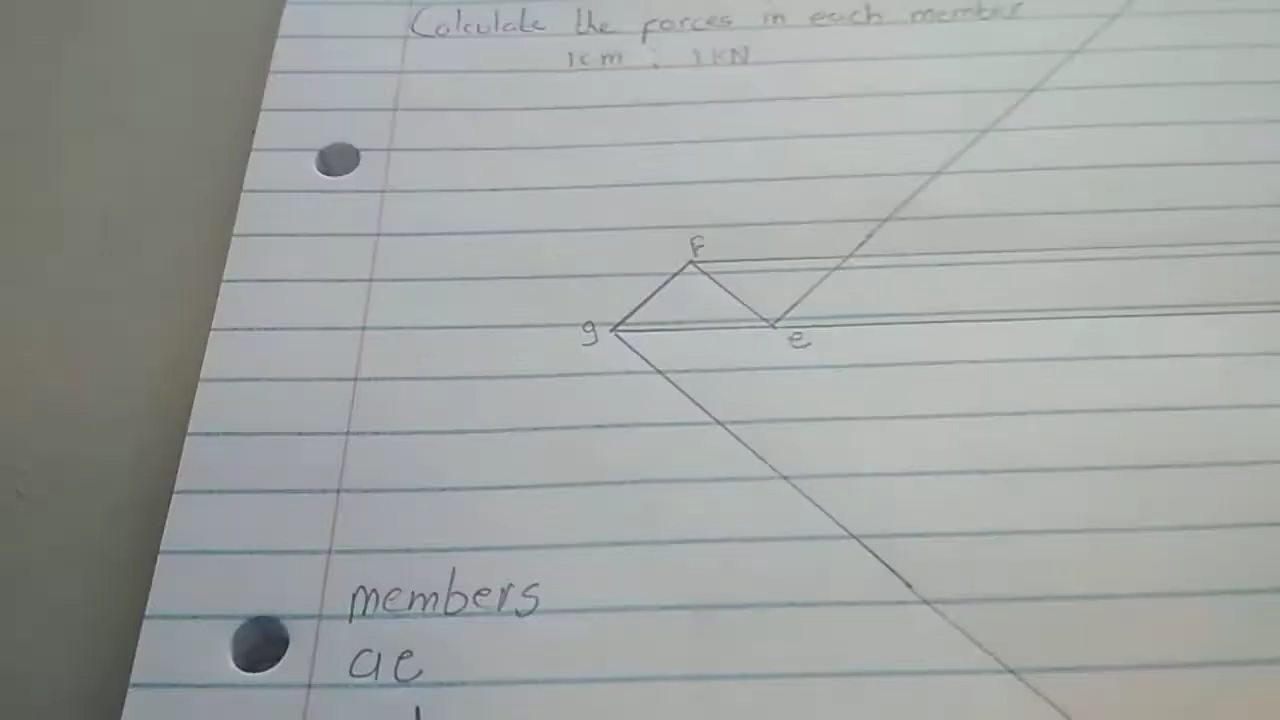 Calculate the forces in each member
1cm : 1KN
F
g
e
members
ae